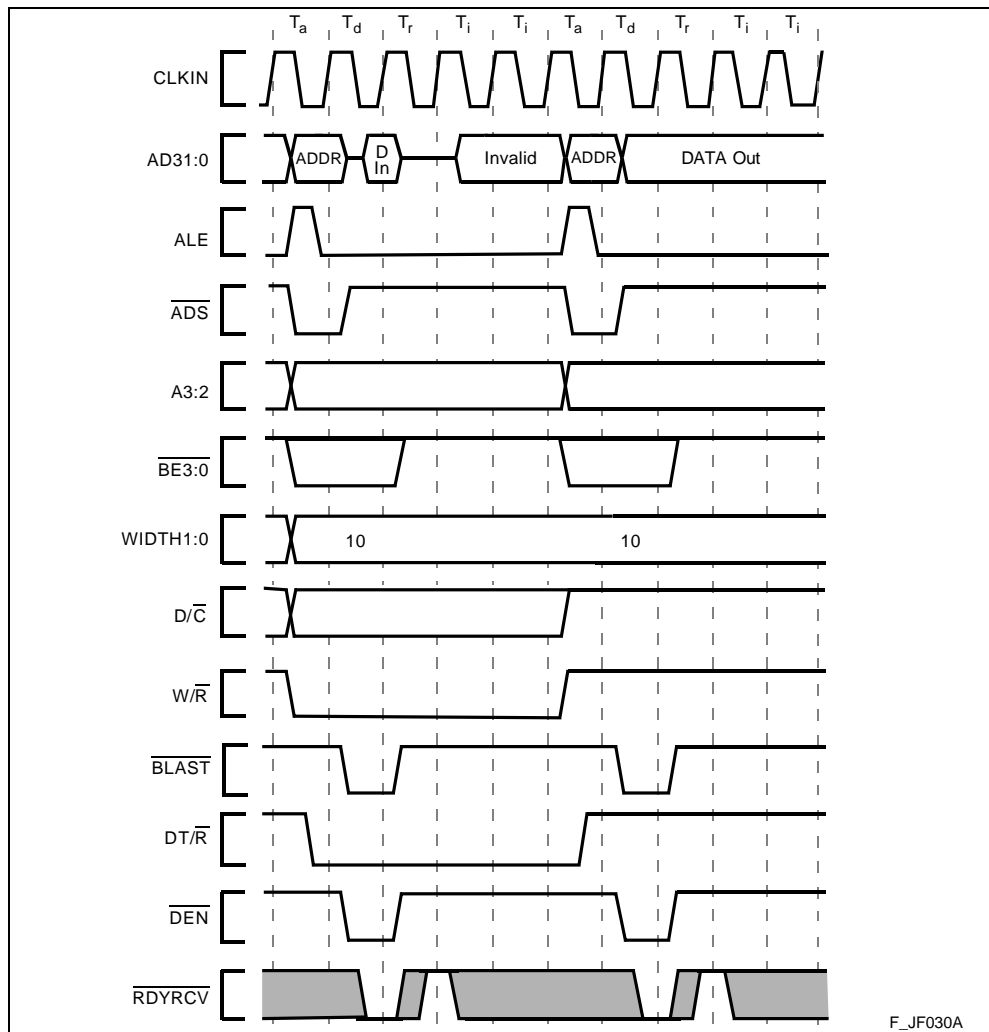 Ta Td Tr Ti Ti Ta Td Tr Ti Ti
CLKIN
AD31:0
ADDR
D
In
Invalid
ADDR
DATA Out
ALE
ADS
A3:2
BE3:0
WIDTH1:0
10
10
D/C
W/R
BLAST
DT/R
DEN
RDYRCV
F_JF030A